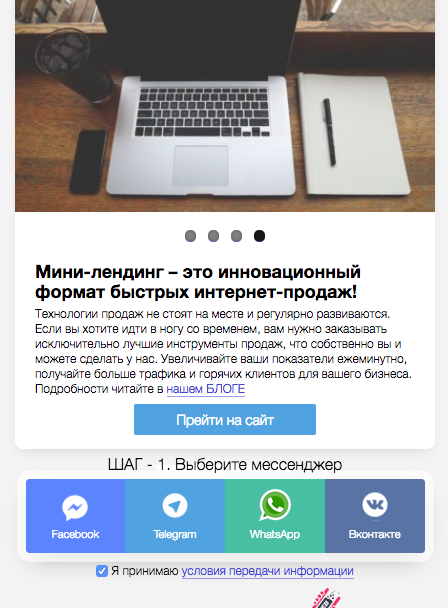 Мини-лендинг – это инновационный
формат быстрых интернет-продаж!
Технологии продаж не стоят на месте и регулярно развиваются.
Если вы хотите идти в ногу со временем, вам нужно заказывать
исключительно лучшие инструменты продаж, что собственно вы и
можете сделать у нас. Увеличивайте ваши показатели ежеминутно,
получайте больше трафика и горячих клиентов для вашего бизнеса.
Подробности читайте в нашем БЛОГЕ
Прейти на сайт
ШАГ - 1. Выберите мессенджер
Facebook Telegram WhatsApp Вконтакте
Я принимаю условия передачи информации